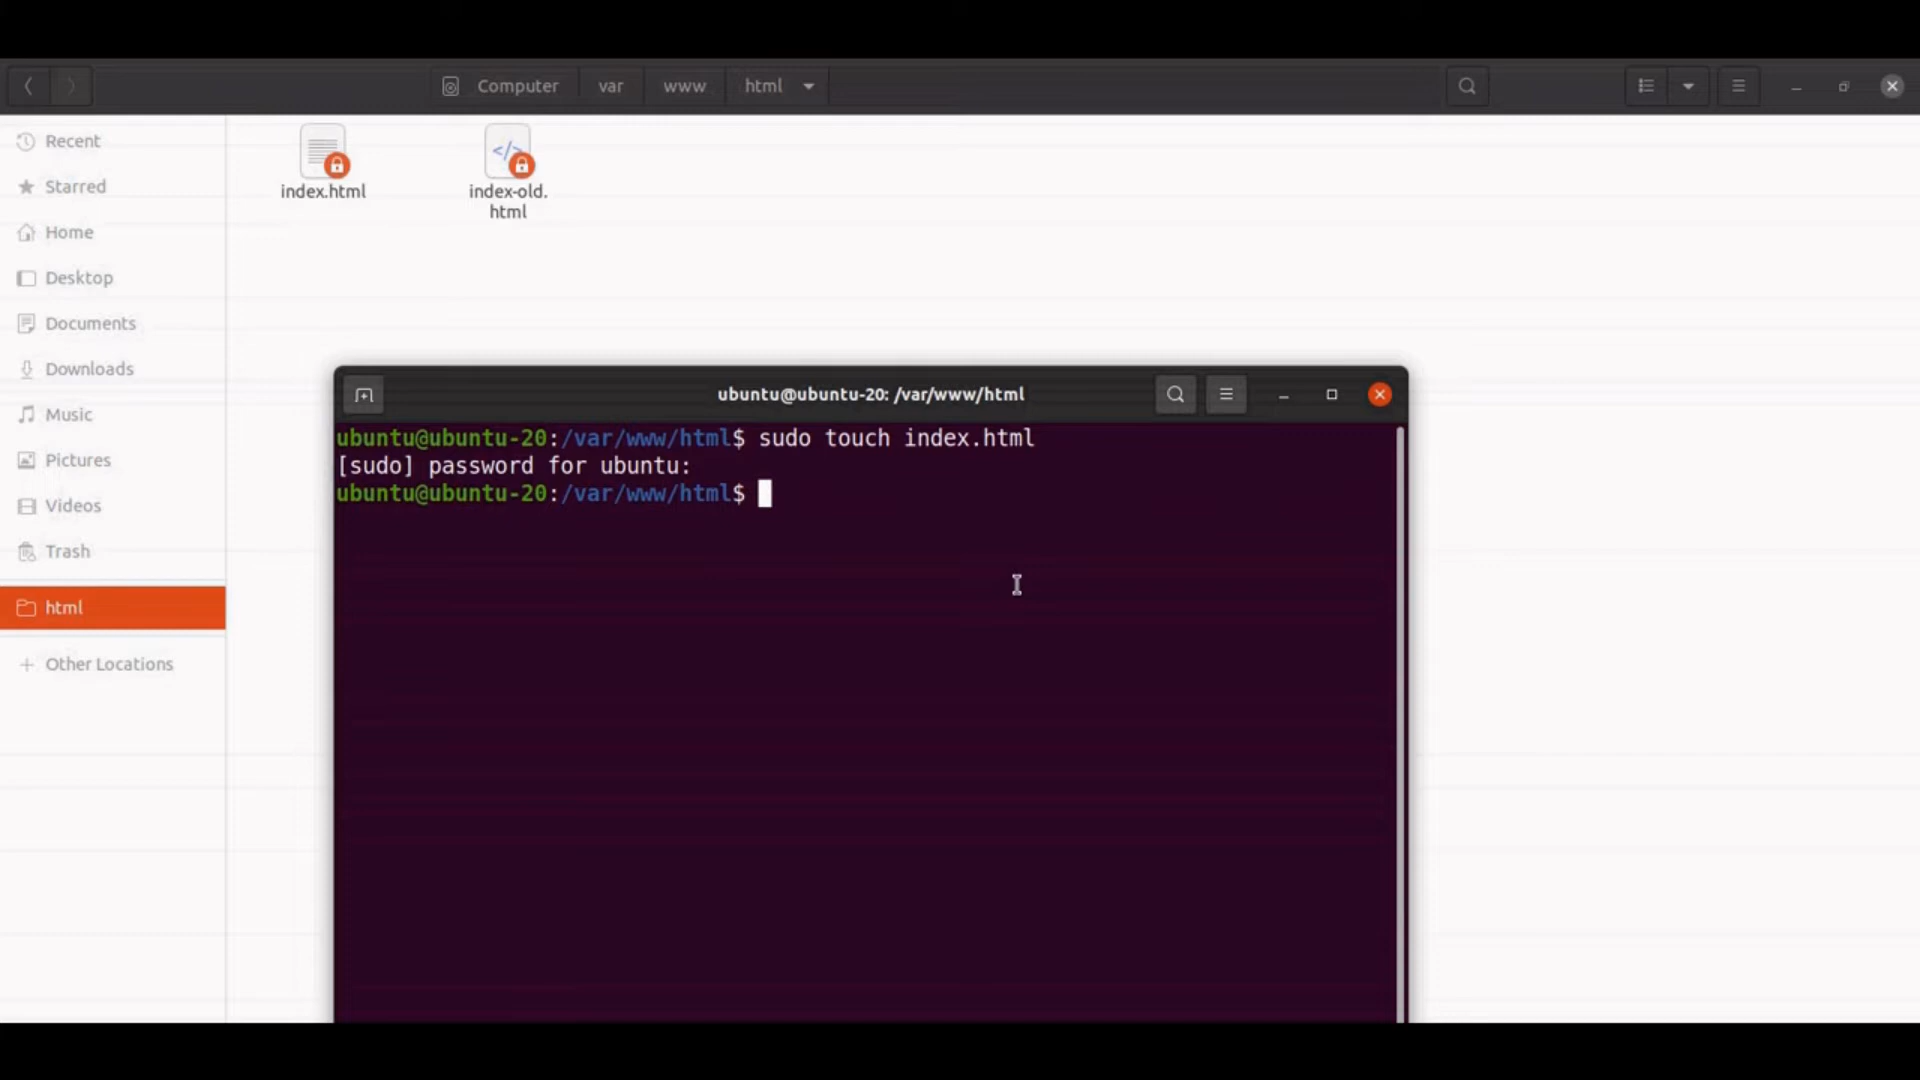 Computer var www html
Recent
Starred
Home
Desktop
Documents
Downloads
Music
Pictures
Videos
Trash
html
+ Other Locations
</>
index.html
index-old.
html
ubuntu@ubuntu-20: /var/www/html
ubuntu@ubuntu-20:/var/www/html$ sudo touch index.html
[sudo] password for ubuntu:
ubuntu@ubuntu-20:/var/www/html$